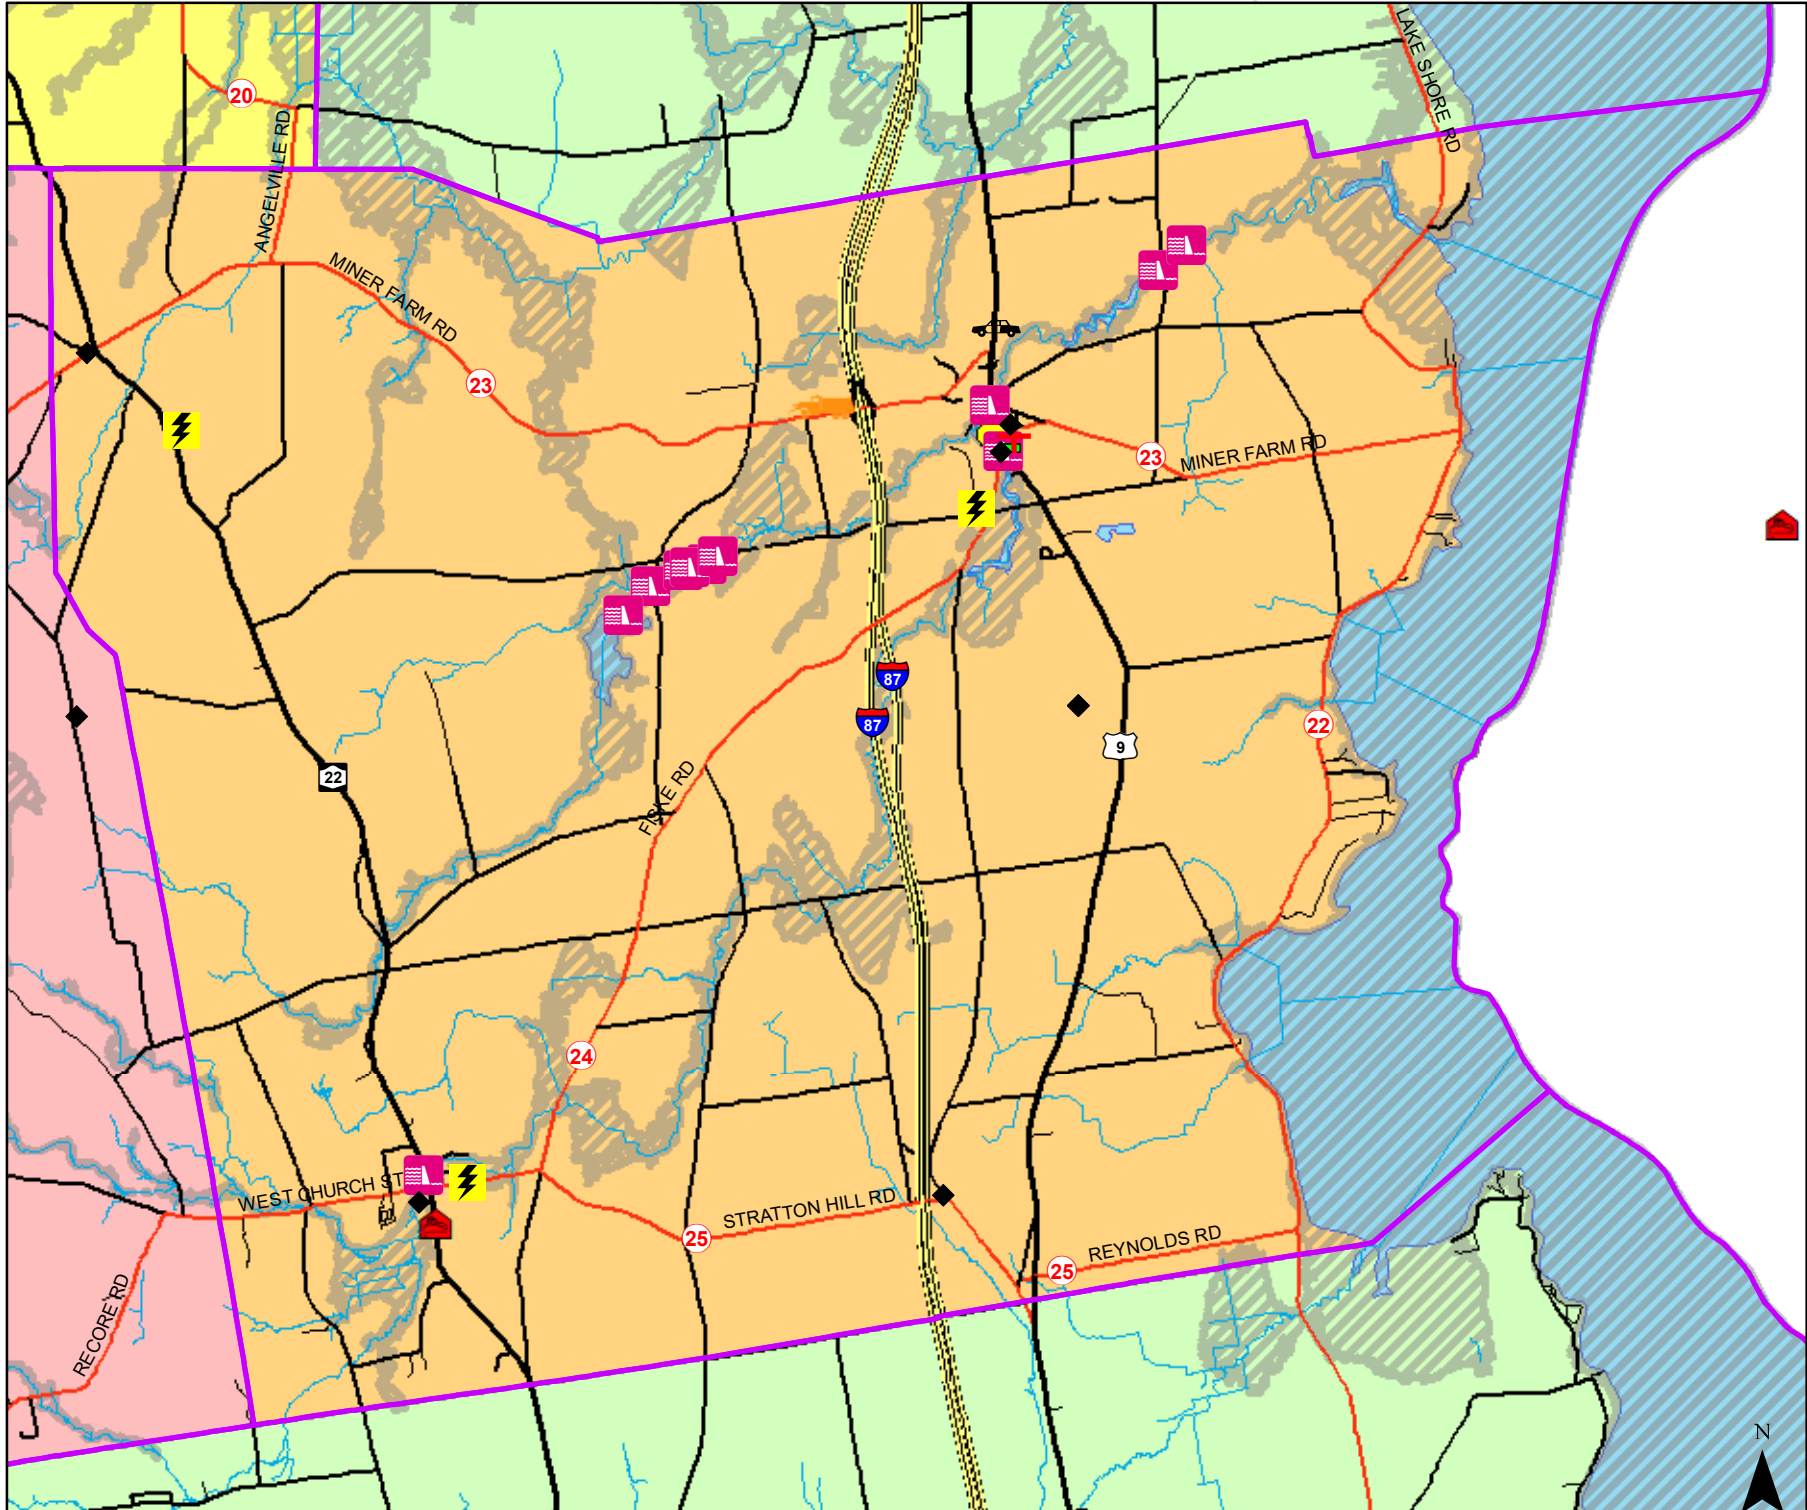 LAKE SHORE RD
20
ANGELVILLE RD
MINER FARM RD
23
23
MINER FARM RD
87
87
22
9
22
FISKE RD
24
WEST CHURCH ST
STRATTON HILL RD
25
REYNOLDS RD
25
RECORE RD
N